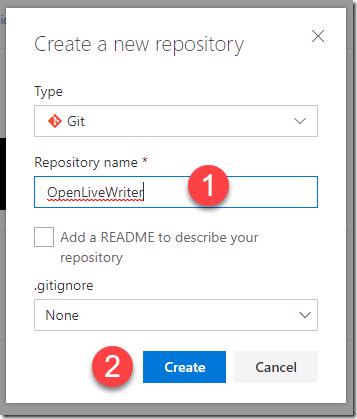 Create a new repository
Type
Git
Repository name *
OpenLiveWriter
1
Add a README to describe your
repository
.gitignore
None
2
Create
Cancel